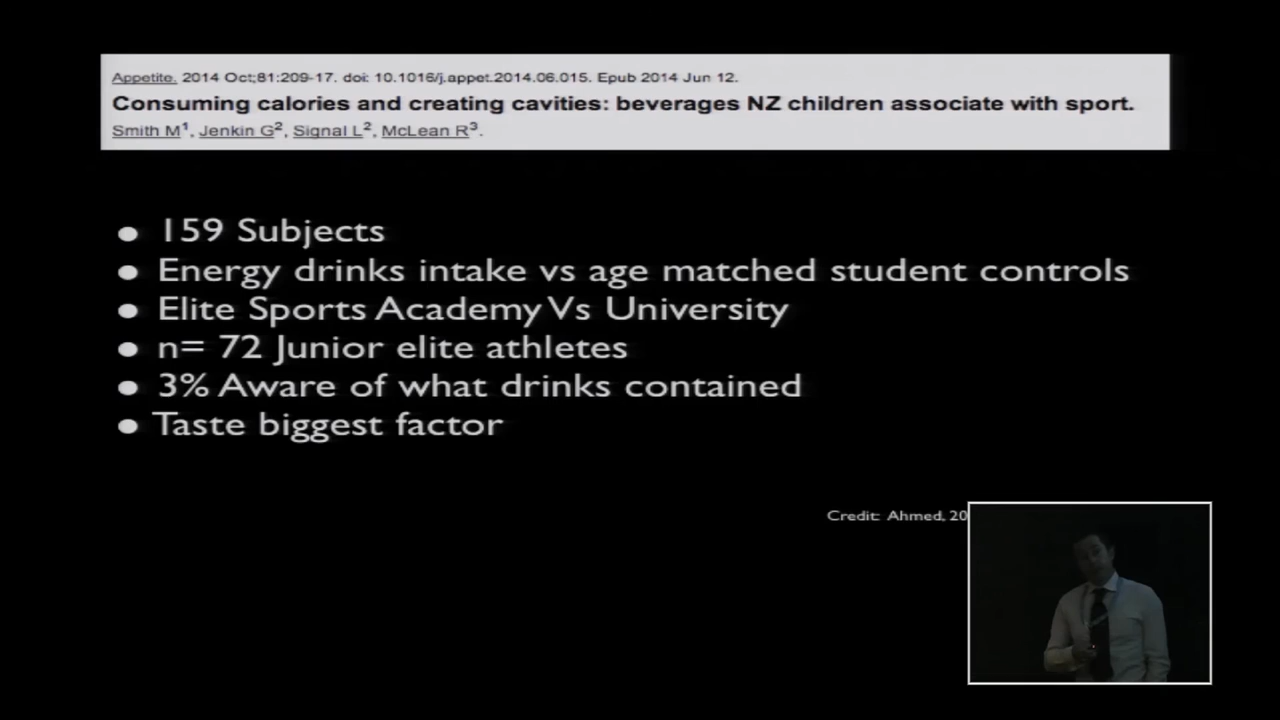 Appetite. 2014 Oct;81:209-17. doi: 10.1016/j.appet.2014.06.015. Epub 2014 Jun 12.
Consuming calories and creating cavities: beverages NZ children associate with sport.
Smith M1, Jenkin G2, Signal L2, McLean R3.
• 159 Subjects
• Energy drinks intake vs age matched student controls
• Elite Sports Academy Vs University
• n= 72 Junior elite athletes
• 3% Aware of what drinks contained
• Taste biggest factor
Credit: Ahmed, 20